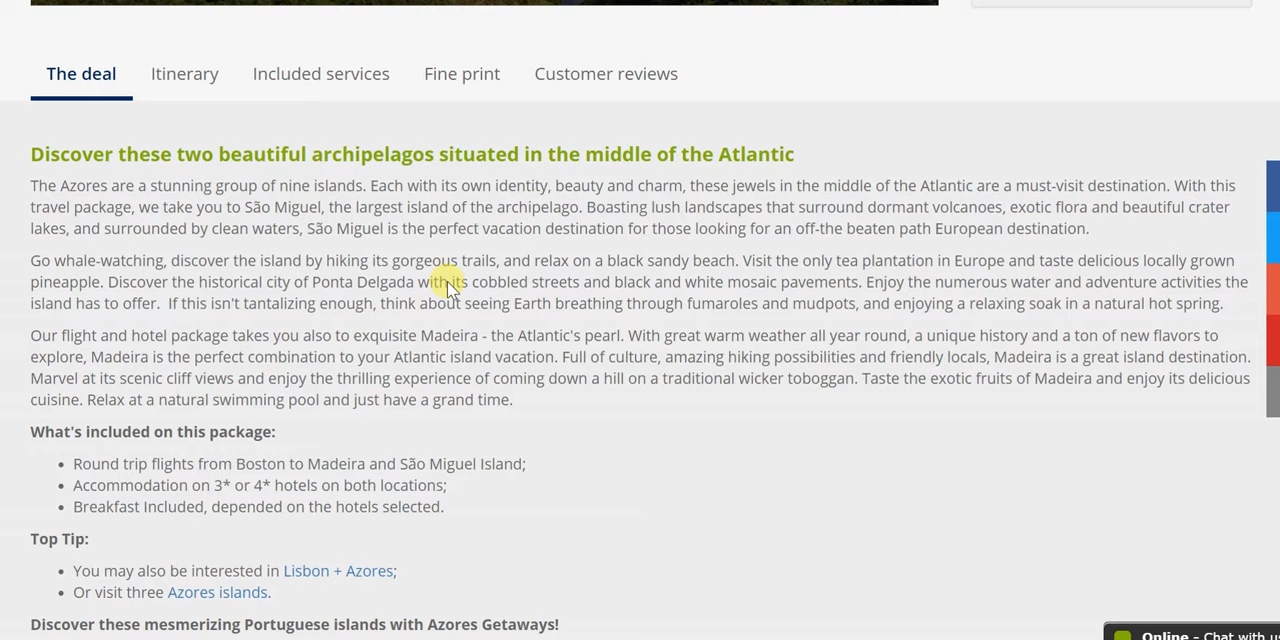 The deal Itinerary Included services Fine print Customer reviews
Discover these two beautiful archipelagos situated in the middle of the Atlantic
The Azores are a stunning group of nine islands. Each with its own identity, beauty and charm, these jewels in the middle of the Atlantic are a must-visit destination. With this
travel package, we take you to São Miguel, the largest island of the archipelago. Boasting lush landscapes that surround dormant volcanoes, exotic flora and beautiful crater
lakes, and surrounded by clean waters, São Miguel is the perfect vacation destination for those looking for an off-the beaten path European destination.
Go whale-watching, discover the island by hiking its gorgeous trails, and relax on a black sandy beach. Visit the only tea plantation in Europe and taste delicious locally grown
pineapple. Discover the historical city of Ponta Delgada with its cobbled streets and black and white mosaic pavements. Enjoy the numerous water and adventure activities the
island has to offer. If this isn't tantalizing enough, think about seeing Earth breathing through fumaroles and mudpots, and enjoying a relaxing soak in a natural hot spring.
Our flight and hotel package takes you also to exquisite Madeira - the Atlantic's pearl. With great warm weather all year round, a unique history and a ton of new flavors to
explore, Madeira is the perfect combination to your Atlantic island vacation. Full of culture, amazing hiking possibilities and friendly locals, Madeira is a great island destination.
Marvel at its scenic cliff views and enjoy the thrilling experience of coming down a hill on a traditional wicker toboggan. Taste the exotic fruits of Madeira and enjoy its delicious
cuisine. Relax at a natural swimming pool and just have a grand time.
What's included on this package:
• Round trip flights from Boston to Madeira and São Miguel Island;
• Accommodation on 3* or 4* hotels on both locations;
• Breakfast Included, depended on the hotels selected.
Top Tip:
• You may also be interested in Lisbon + Azores;
• Or visit three Azores islands.
Discover these mesmerizing Portuguese islands with Azores Getaways!
Online - Chat with us